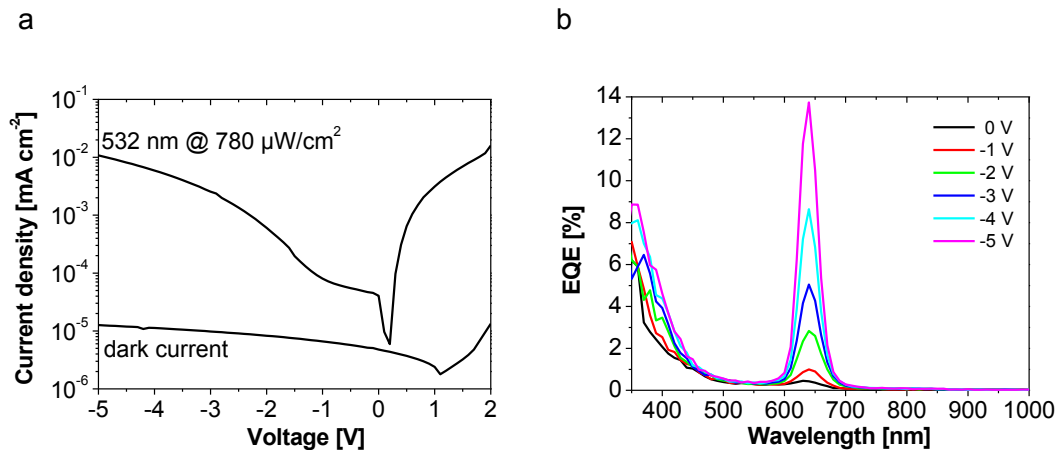 a
b
10⁻¹
10⁻²
10⁻³
10⁻⁴
10⁻⁵
10⁻⁶
Current density [mA cm⁻²]
532 nm @ 780 µW/cm²
dark current
-5 -4 -3 -2 -1 0 1 2
Voltage [V]
14
12
10
8
6
4
2
0
EQE [%]
0 V
-1 V
-2 V
-3 V
-4 V
-5 V
400 500 600 700 800 900 1000
Wavelength [nm]